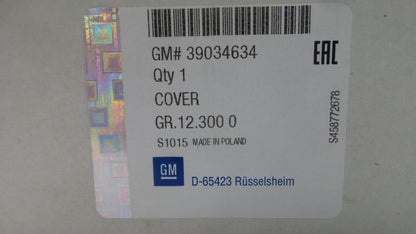 GM# 39034634
Qty 1
COVER
GR.12.300 0
S1015 MADE IN POLAND
GM
D-65423 Rüsselsheim
EAC
S458772678